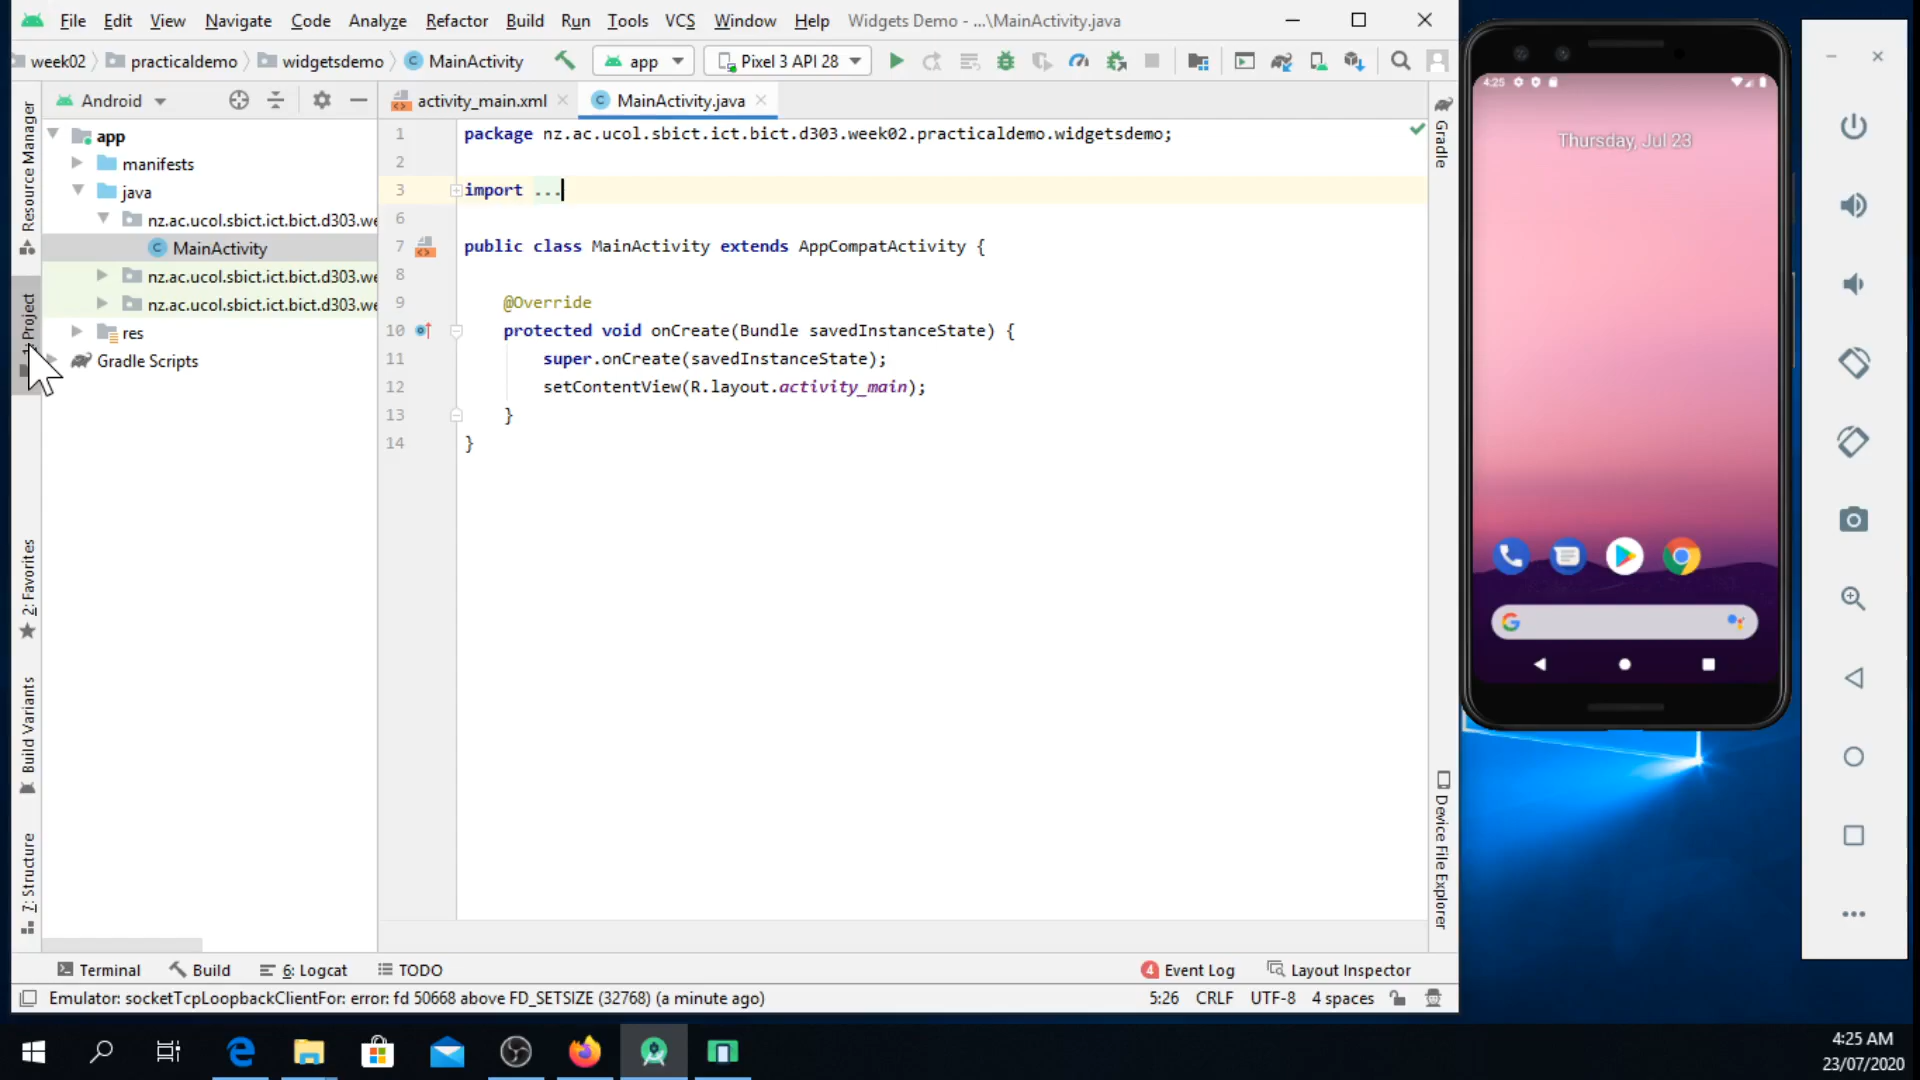 File Edit View Navigate Code Analyze Refactor Build Run Tools VCS Window Help Widgets Demo - ...\MainActivity.java
week02 practicaldemo widgetsdemo MainActivity app Pixel 3 API 28
Android
activity_main.xml
MainActivity.java
Resource Manager
1: Project
2: Favorites
Build Variants
7: Structure
app
manifests
java
nz.ac.ucol.sbict.ict.bict.d303.we
MainActivity
nz.ac.ucol.sbict.ict.bict.d303.we
nz.ac.ucol.sbict.ict.bict.d303.we
res
Gradle Scripts
1 package nz.ac.ucol.sbict.ict.bict.d303.week02.practicaldemo.widgetsdemo;
2
3 import ...
6
7 public class MainActivity extends AppCompatActivity {
8
9 @Override
10 protected void onCreate(Bundle savedInstanceState) {
11 super.onCreate(savedInstanceState);
12 setContentView(R.layout.activity_main);
13 }
14 }
Gradle
Device File Explorer
Terminal Build 6: Logcat TODO 4 Event Log Layout Inspector
Emulator: socketTcpLoopbackClientFor: error: fd 50668 above FD_SETSIZE (32768) (a minute ago) 5:26 CRLF UTF-8 4 spaces
4:25
Thursday, Jul 23
4:25 AM
23/07/2020